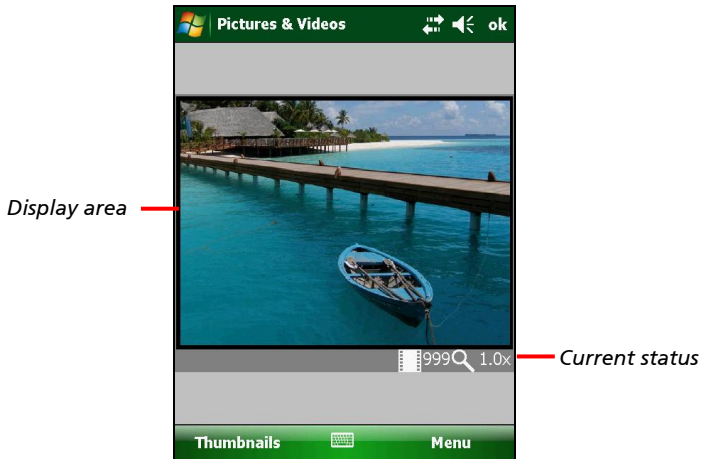 Pictures & Videos ok
Display area
999 1.0x
Current status
Thumbnails Menu